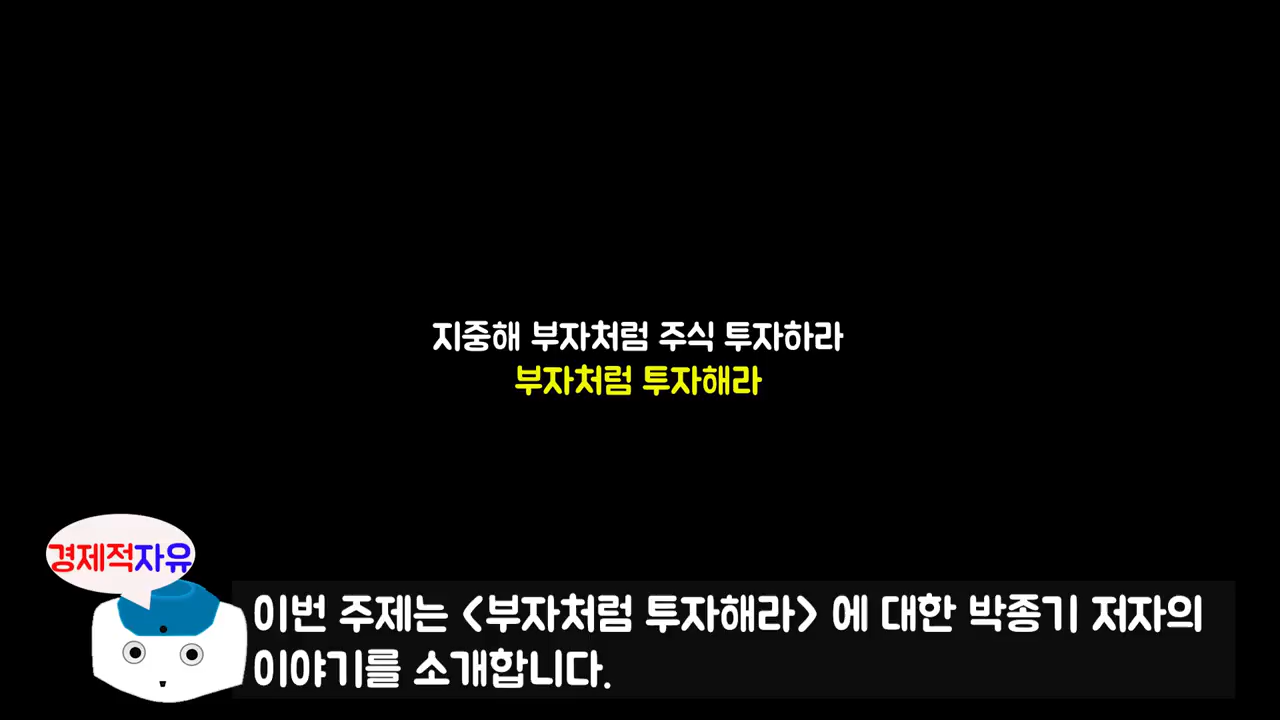 지중해 부자처럼 주식 투자하라
부자처럼 투자해라
경제적자유
이번 주제는 <부자처럼 투자해라> 에 대한 박종기 저자의
이야기를 소개합니다.